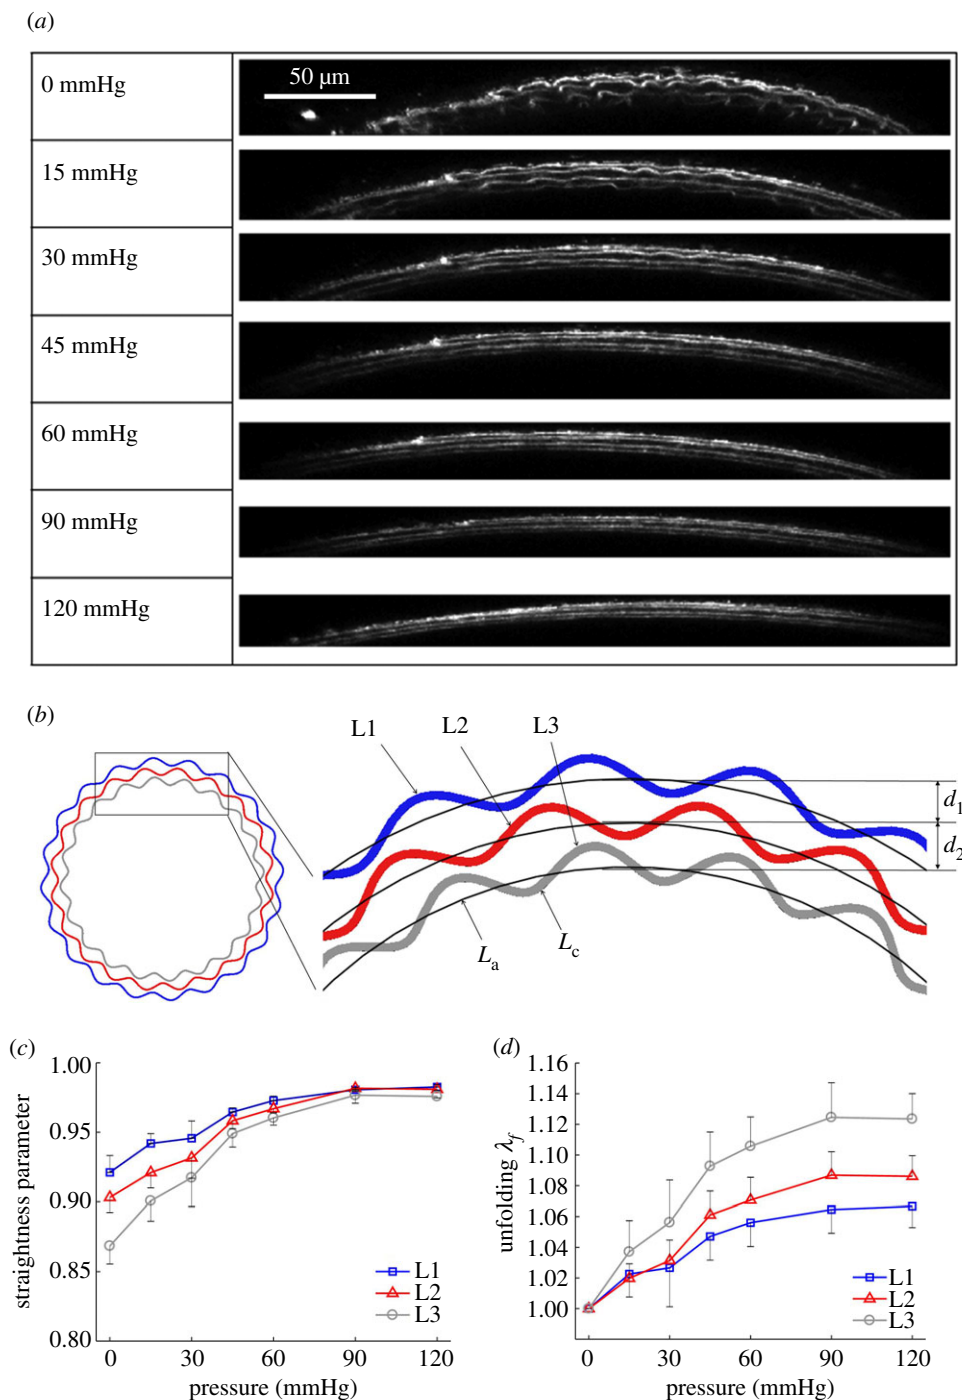 (a)
0 mmHg
50 µm
15 mmHg
30 mmHg
45 mmHg
60 mmHg
90 mmHg
120 mmHg
(b)
L1
L2
L3
d1
d2
La
Lc
(c)
1.00
0.95
0.90
0.85
0.80
straightness parameter
L1
L2
L3
0 30 60 90 120
pressure (mmHg)
(d)
1.16
1.14
1.12
1.10
1.08
1.06
1.04
1.02
1.00
unfolding λf
L1
L2
L3
0 30 60 90 120
pressure (mmHg)